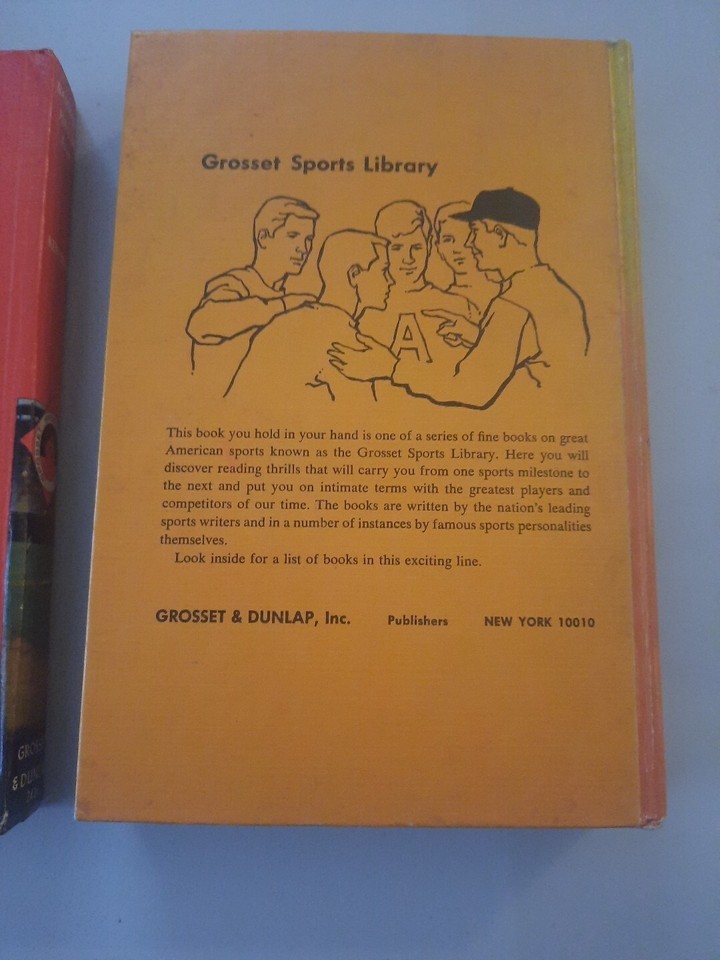 Grosset Sports Library
A
This book you hold in your hand is one of a series of fine books on great
American sports known as the Grosset Sports Library. Here you will
discover reading thrills that will carry you from one sports milestone to
the next and put you on intimate terms with the greatest players and
competitors of our time. The books are written by the nation's leading
sports writers and in a number of instances by famous sports personalities
themselves.
Look inside for a list of books in this exciting line.
GROSSET & DUNLAP, Inc. Publishers NEW YORK 10010